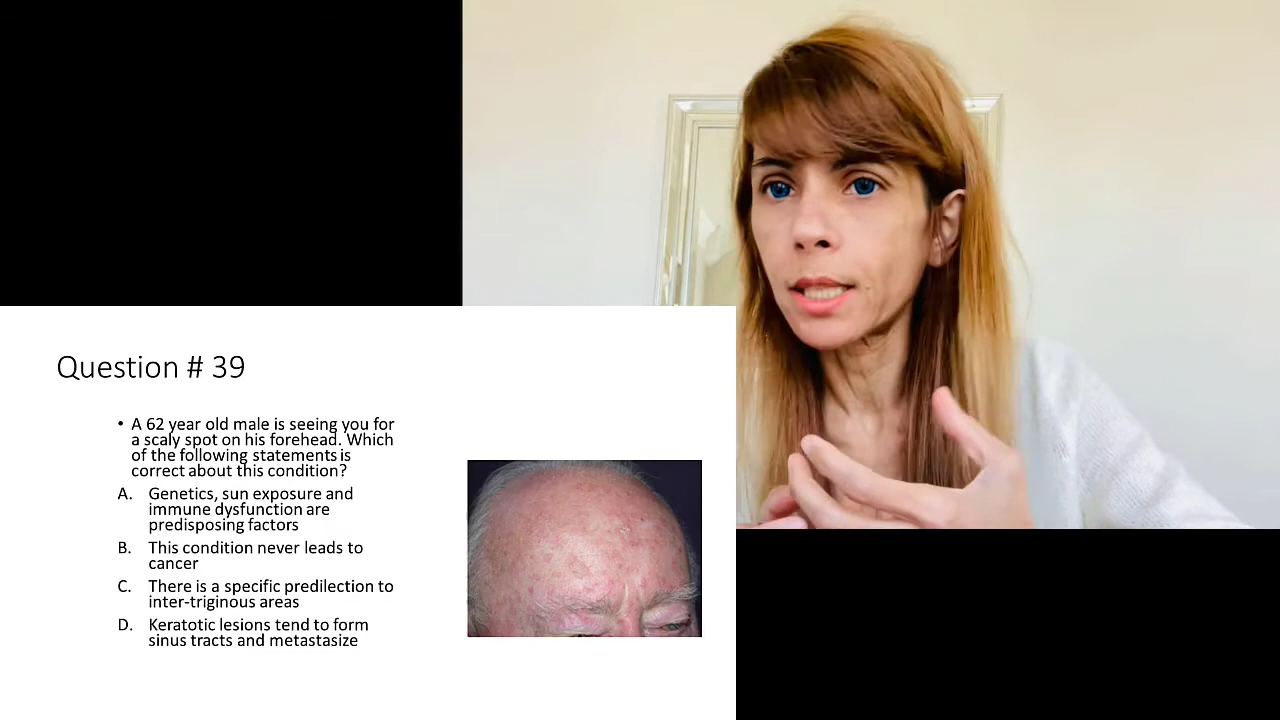 Question # 39
• A 62 year old male is seeing you for
a scaly spot on his forehead. Which
of the following statements is
correct about this condition?
A. Genetics, sun exposure and
immune dysfunction are
predisposing factors
B. This condition never leads to
cancer
C. There is a specific predilection to
inter-triginous areas
D. Keratotic lesions tend to form
sinus tracts and metastasize